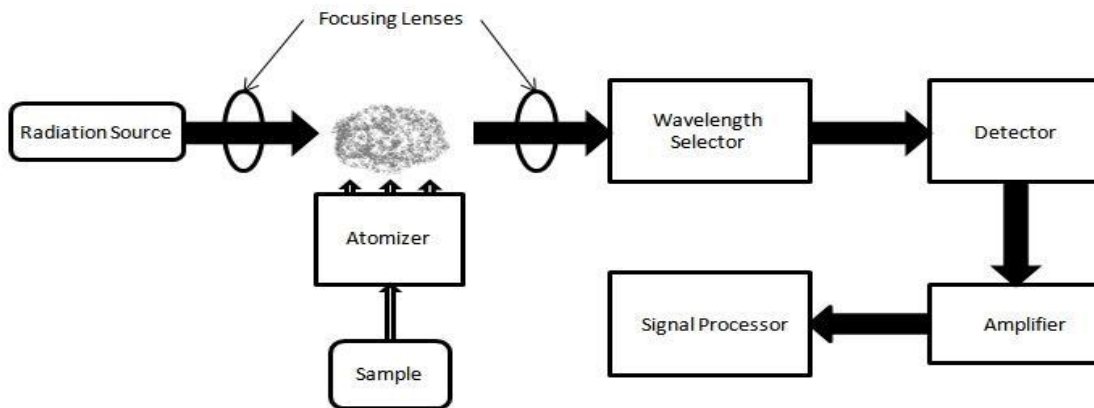 Focusing Lenses
Radiation Source
Wavelength
Selector
Detector
Atomizer
Signal Processor
Amplifier
Sample